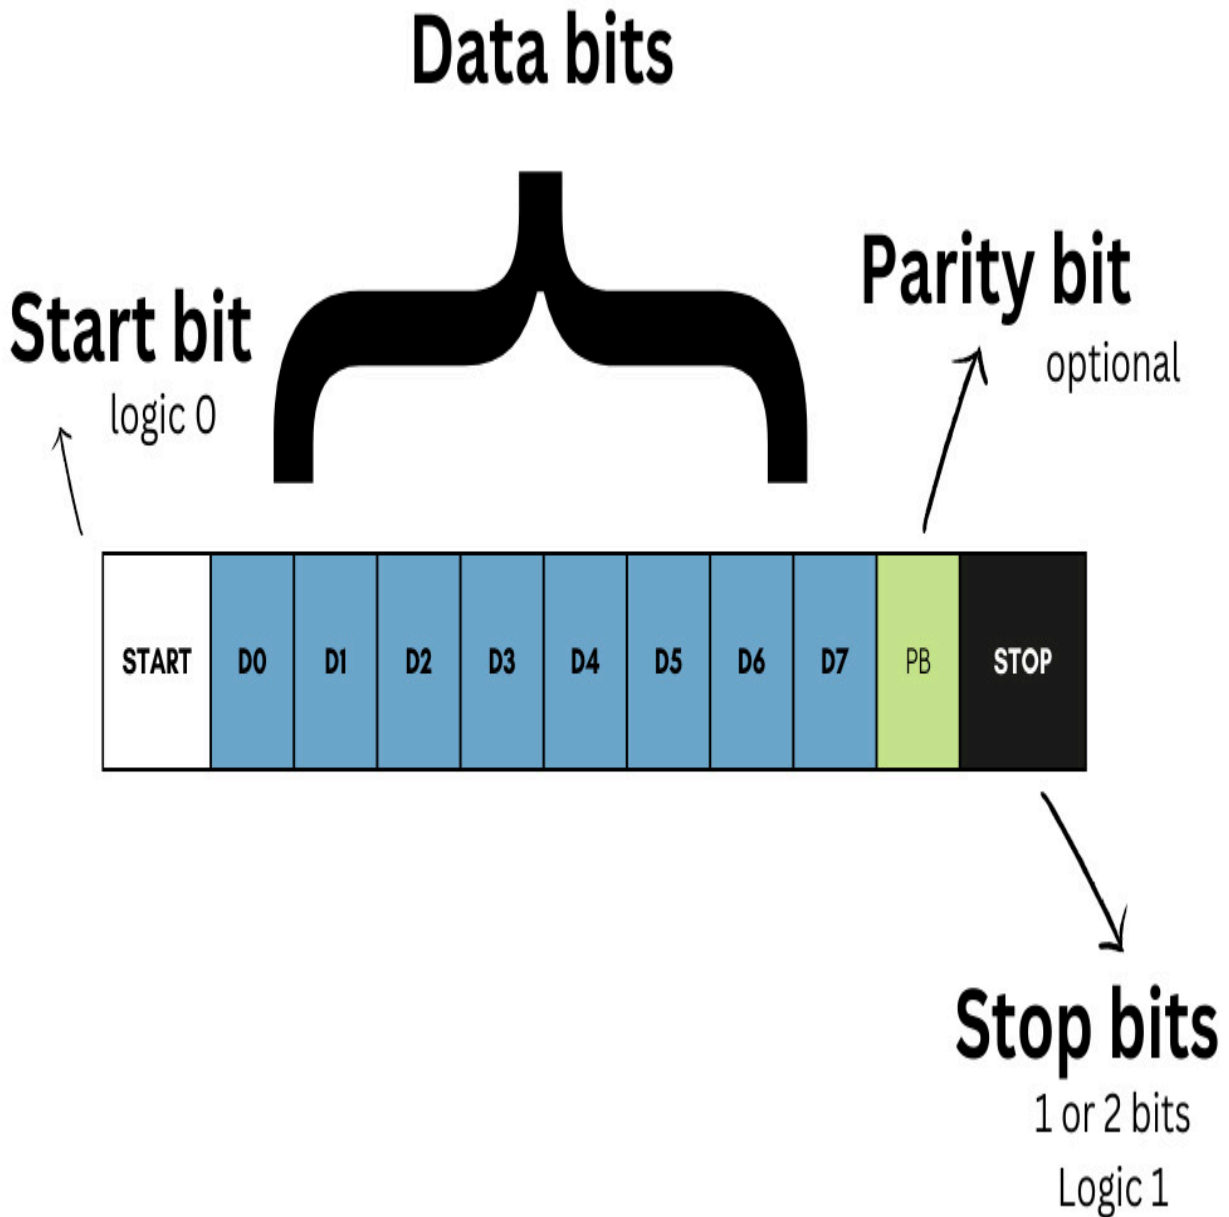 Data bits
Start bit
logic 0
Parity bit
optional
START D0 D1 D2 D3 D4 D5 D6 D7 PB STOP
Stop bits
1 or 2 bits
Logic 1